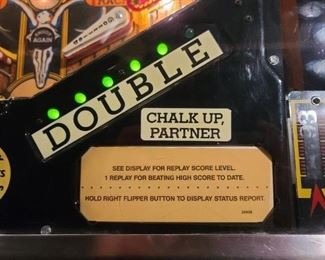 AGAIN
DOUBLE
CHALK UP,
PARTNER
SEE DISPLAY FOR REPLAY SCORE LEVEL.
1 REPLAY FOR BEATING HIGH SCORE TO DATE.
HOLD RIGHT FLIPPER BUTTON TO DISPLAY STATUS REPORT.